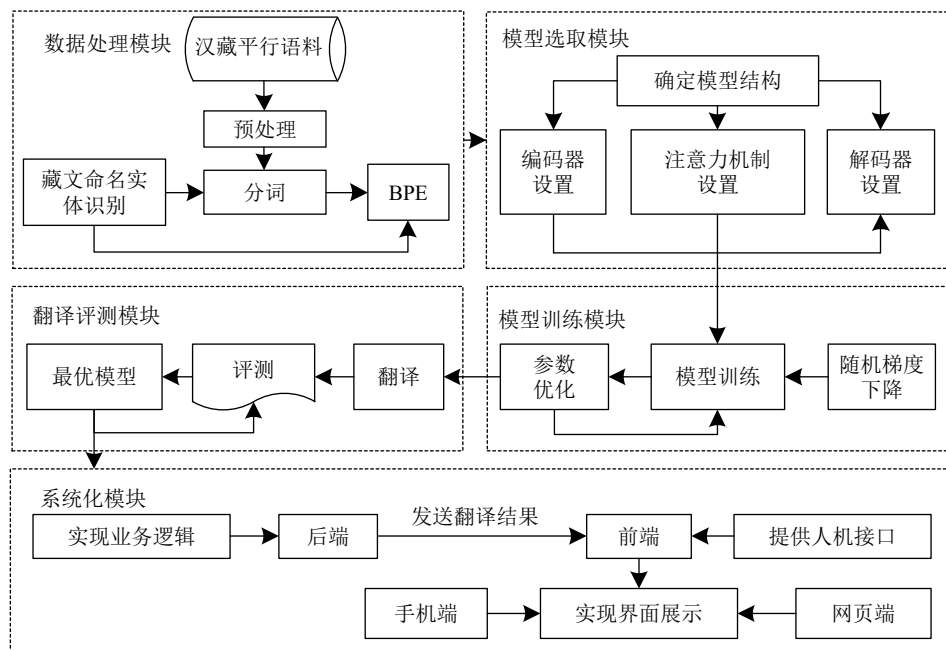 数据处理模块
汉藏平行语料
预处理
藏文命名实
体识别
分词
BPE
模型选取模块
确定模型结构
编码器
设置
注意力机制
设置
解码器
设置
翻译评测模块
最优模型
评测
翻译
模型训练模块
参数
优化
模型训练
随机梯度
下降
系统化模块
实现业务逻辑
后端
发送翻译结果
前端
提供人机接口
手机端
实现界面展示
网页端